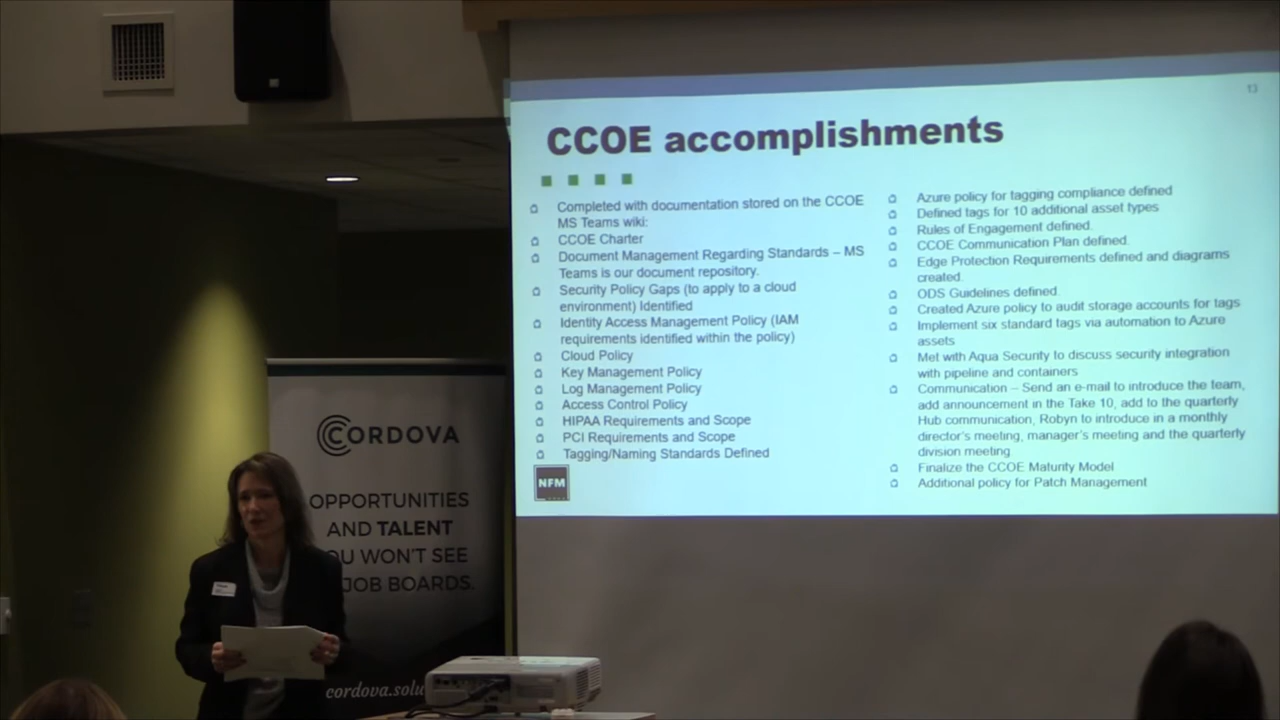 13
CCOE accomplishments
Completed with documentation stored on the CCOE
MS Teams wiki:
CCOE Charter
Document Management Regarding Standards – MS
Teams is our document repository.
Security Policy Gaps (to apply to a cloud
environment) Identified
Identity Access Management Policy (IAM
requirements identified within the policy)
Cloud Policy
Key Management Policy
Log Management Policy
Access Control Policy
HIPAA Requirements and Scope
PCI Requirements and Scope
Tagging/Naming Standards Defined
Azure policy for tagging compliance defined
Defined tags for 10 additional asset types
Rules of Engagement defined.
CCOE Communication Plan defined.
Edge Protection Requirements defined and diagrams
created.
ODS Guidelines defined.
Created Azure policy to audit storage accounts for tags
Implement six standard tags via automation to Azure
assets
Met with Aqua Security to discuss security integration
with pipeline and containers
Communication – Send an e-mail to introduce the team,
add announcement in the Take 10, add to the quarterly
Hub communication, Robyn to introduce in a monthly
director's meeting, manager's meeting and the quarterly
division meeting
Finalize the CCOE Maturity Model
Additional policy for Patch Management
NFM
CORDOVA
OPPORTUNITIES
AND TALENT
OU WON'T SEE
JOB BOARDS.
cordova.solu